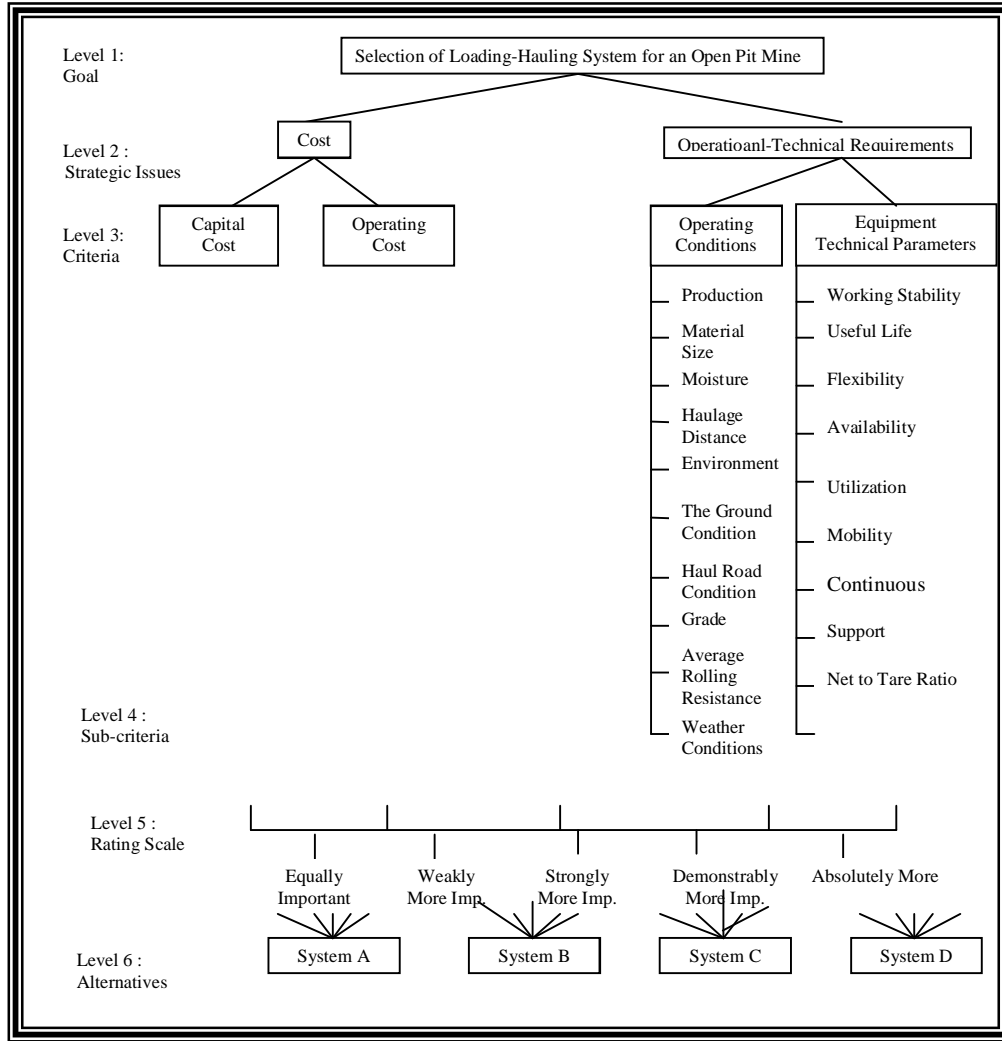 Level 1:
Goal
Selection of Loading-Hauling System for an Open Pit Mine
Level 2 :
Strategic Issues
Cost
Operatioanl-Technical Requirements
Level 3:
Criteria
Capital
Cost
Operating
Cost
Operating
Conditions
Equipment
Technical Parameters
Production
Material
Size
Moisture
Haulage
Distance
Environment
The Ground
Condition
Haul Road
Condition
Grade
Average
Rolling
Resistance
Weather
Conditions
Working Stability
Useful Life
Flexibility
Availability
Utilization
Mobility
Continuous
Support
Net to Tare Ratio
Level 4 :
Sub-criteria
Level 5 :
Rating Scale
Equally
Important
Weakly
More Imp.
Strongly
More Imp.
Demonstrably
More Imp.
Absolutely More
Level 6 :
Alternatives
System A
System B
System C
System D